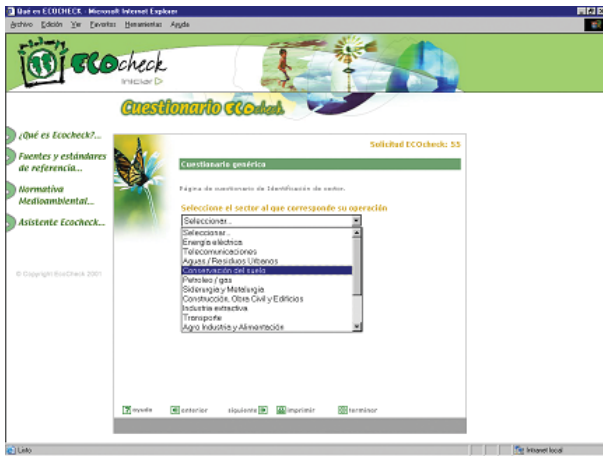 Qué es ECOCHECK - Microsoft Internet Explorer
Archivo Edición Ver Favoritos Herramientas Ayuda
ECOcheck
Iniciar
Cuestionario ECOcheck
¿Qué es Ecocheck?...
Fuentes y estándares
de referencia...
Normativa
Medioambiental...
Asistente Ecocheck...
© Copyright EcoCheck 2001
Solicitud ECOcheck: 55
Cuestionario genérico
Página de cuestionario de Identificación de sector.
Seleccione el sector al que corresponde su operación
Seleccionar..
Seleccionar..
Energía eléctrica
Telecomunicaciones
Aguas / Residuos Urbanos
Conservación del suelo
Petroleo / gas
Siderurgia y Metalurgia
Construcción, Obra Civil y Edificios
Industria extractiva
Transporte
Agro Industria y Alimentación
? ayuda anterior siguiente imprimir terminar
Listo Intranet local